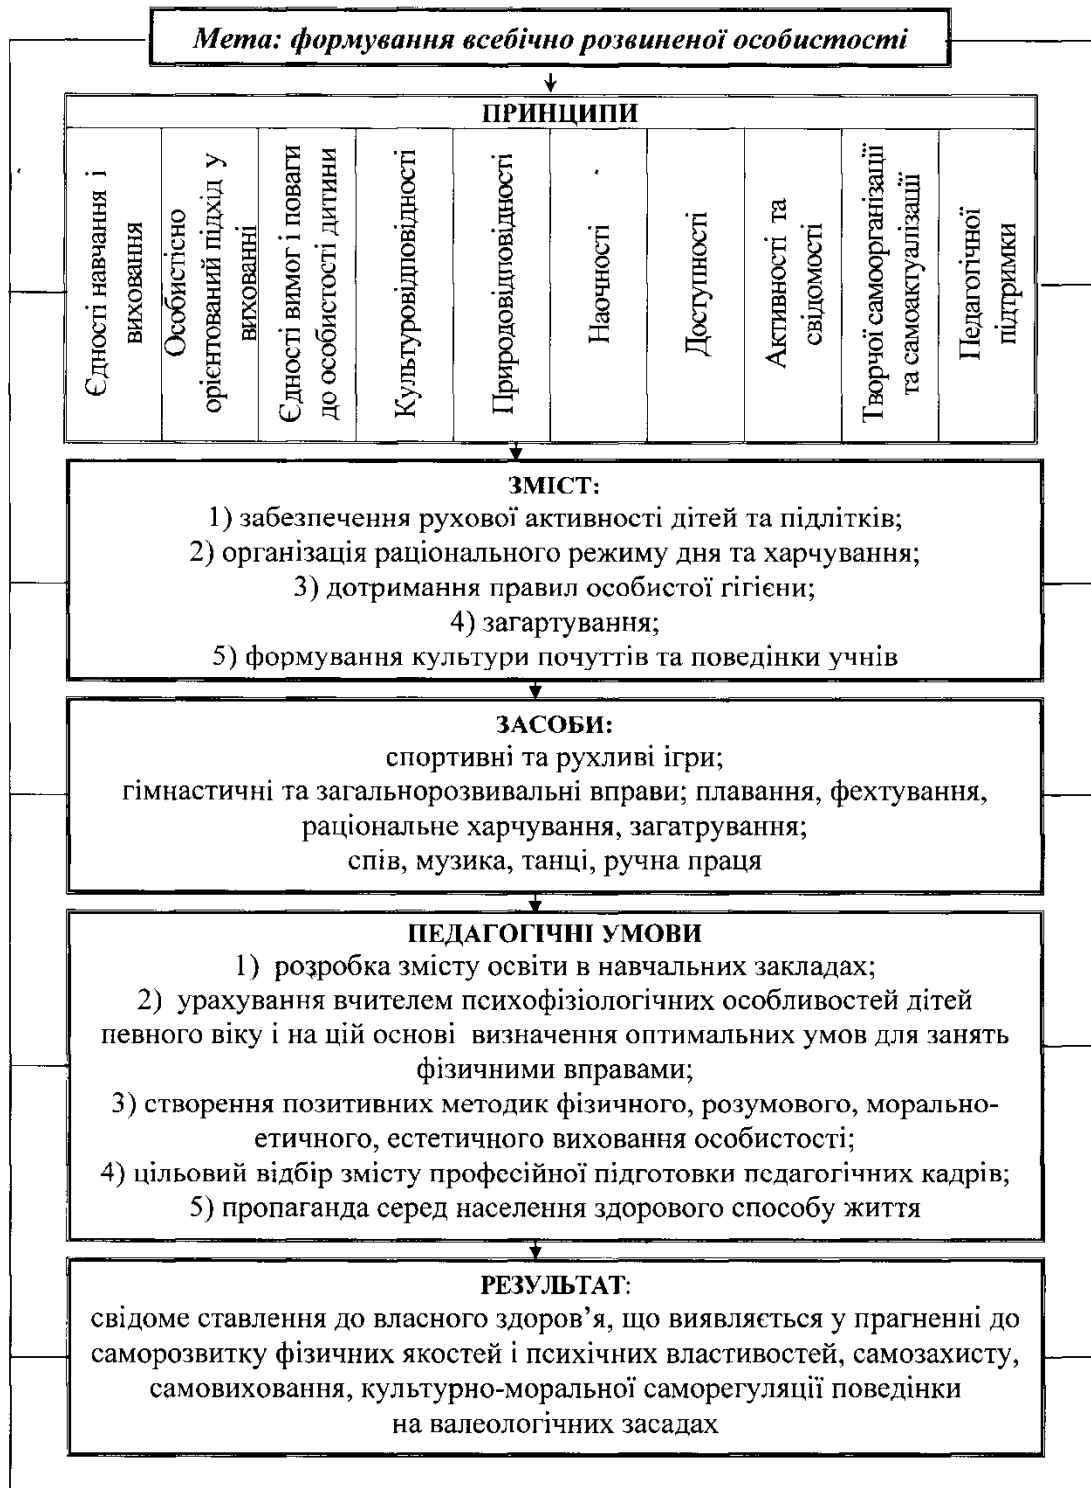 Мета: формування всебічно розвиненої особистості
ПРИНЦИПИ
Єдності навчання і
виховання
Особистісно
орієнтований підхід у
вихованні
Єдності вимог і поваги
до особистості дитини
Культуровідповідності
Природовідповідності
Наочності
Доступності
Активності та
свідомості
Творчої самоорганізації
та самоактуалізації
Педагогічної
підтримки
ЗМІСТ:
1) забезпечення рухової активності дітей та підлітків;
2) організація раціонального режиму дня та харчування;
3) дотримання правил особистої гігієни;
4) загартування;
5) формування культури почуттів та поведінки учнів
ЗАСОБИ:
спортивні та рухливі ігри;
гімнастичні та загальнорозвивальні вправи; плавання, фехтування,
раціональне харчування, загатрування;
спів, музика, танці, ручна праця
ПЕДАГОГІЧНІ УМОВИ
1) розробка змісту освіти в навчальних закладах;
2) урахування вчителем психофізіологічних особливостей дітей
певного віку і на цій основі визначення оптимальних умов для занять
фізичними вправами;
3) створення позитивних методик фізичного, розумового, морально-
етичного, естетичного виховання особистості;
4) цільовий відбір змісту професійної підготовки педагогічних кадрів;
5) пропаганда серед населення здорового способу життя
РЕЗУЛЬТАТ:
свідоме ставлення до власного здоров’я, що виявляється у прагненні до
саморозвитку фізичних якостей і психічних властивостей, самозахисту,
самовиховання, культурно-моральної саморегуляції поведінки
на валеологічних засадах